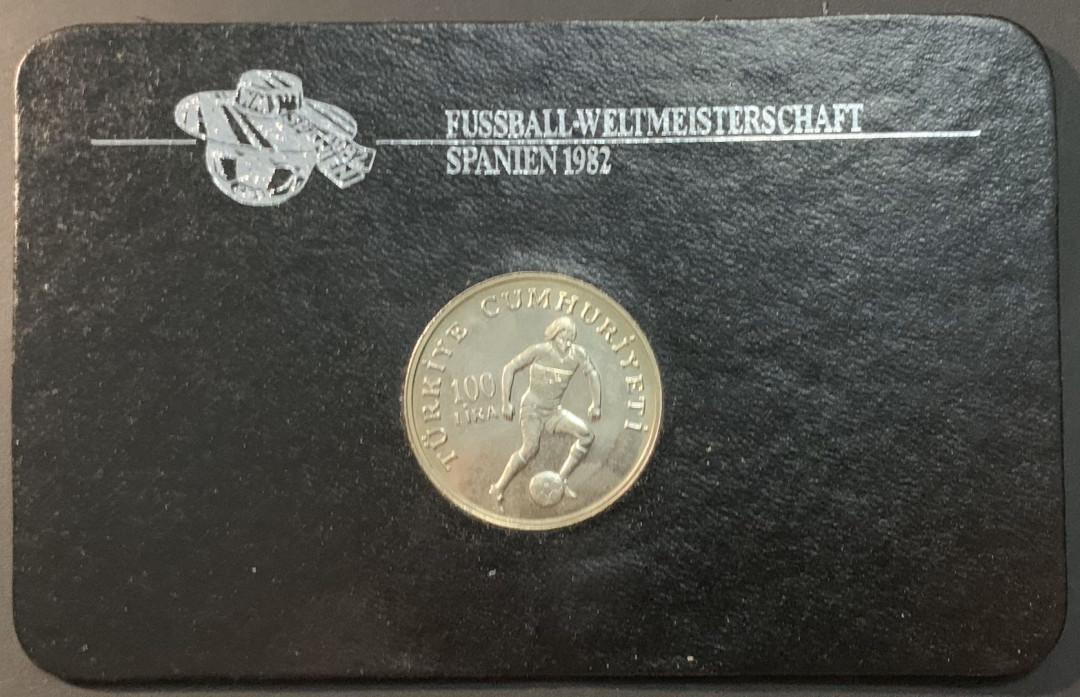 FUSSBALL-WELTMEISTERSCHAFT
SPANIEN 1982
TÜRKİYE CUMHURİYETİ
100
LİRA